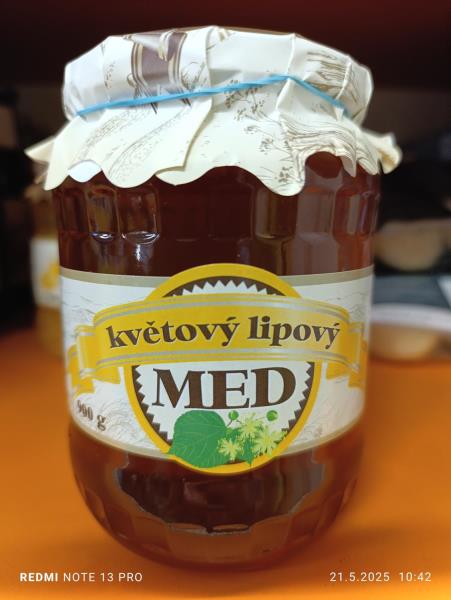 květový lipový
MED
900 g
REDMI NOTE 13 PRO
21.5.2025 10:42